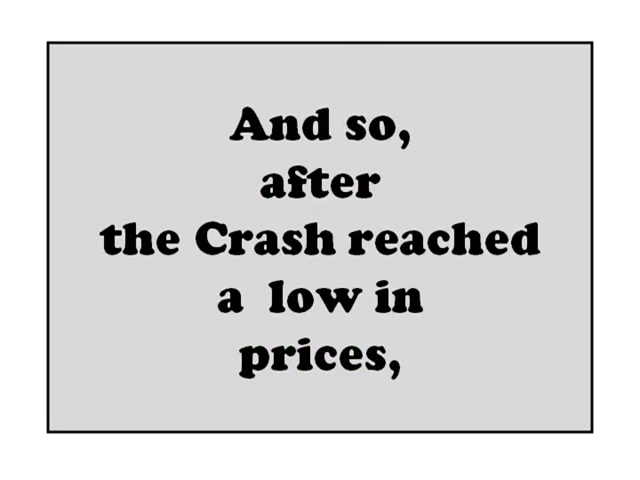 And so,
after
the Crash reached
a low in
prices,